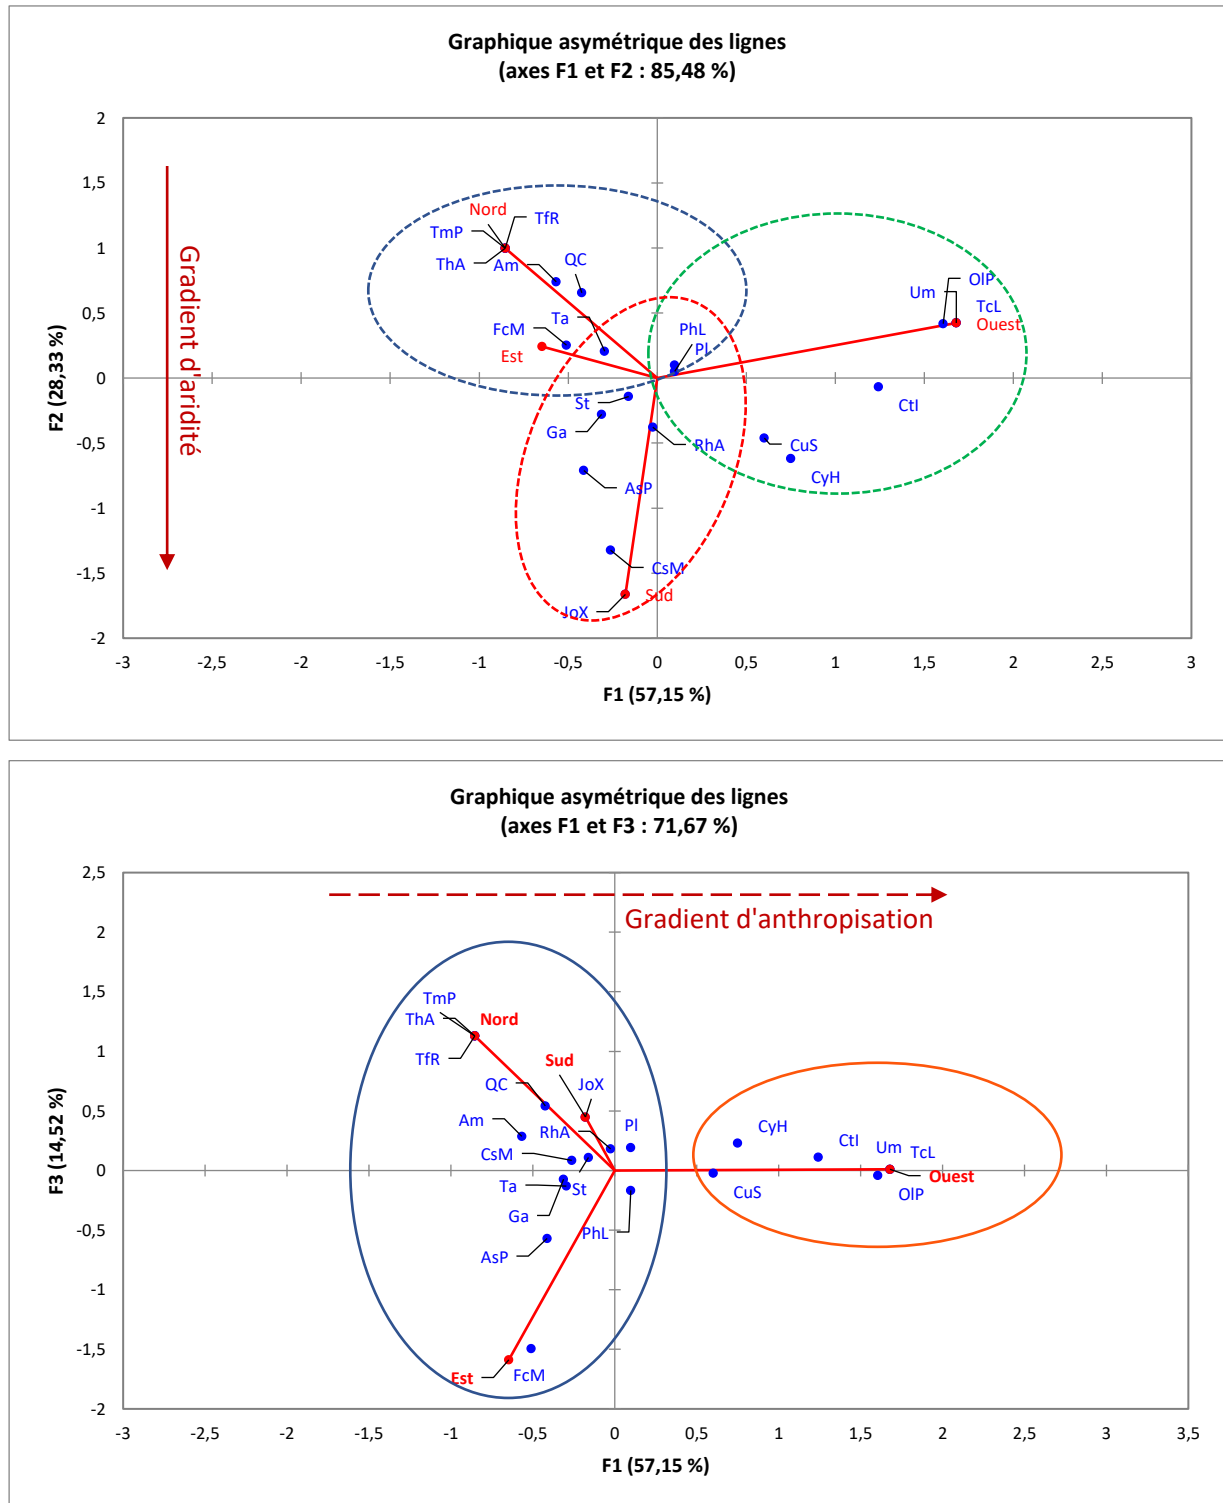 Graphique asymétrique des lignes
(axes F1 et F2 : 85,48 %)
2
1,5
1
0,5
0
-0,5
-1
-1,5
-2
F2 (28,33 %)
Gradient d'aridité
Nord
TfR
TmP
ThA
Am
QC
Ta
FcM
Est
PhL
Pl
OlP
Um
TcL
Ouest
CtI
St
Ga
RhA
CuS
CyH
AsP
CsM
JoX
Sud
-3
-2,5
-2
-1,5
-1
-0,5
0
0,5
1
1,5
2
2,5
3
F1 (57,15 %)
Graphique asymétrique des lignes
(axes F1 et F3 : 71,67 %)
2,5
2
1,5
1
0,5
0
-0,5
-1
-1,5
-2
F3 (14,52 %)
Gradient d'anthropisation
TmP
ThA
Nord
TfR
Sud
QC
JoX
Am
RhA
Pl
CsM
Ta
St
Ga
PhL
AsP
Est
FcM
CyH
CtI
Um
TcL
Ouest
CuS
OlP
-3
-2,5
-2
-1,5
-1
-0,5
0
0,5
1
1,5
2
2,5
3
3,5
F1 (57,15 %)